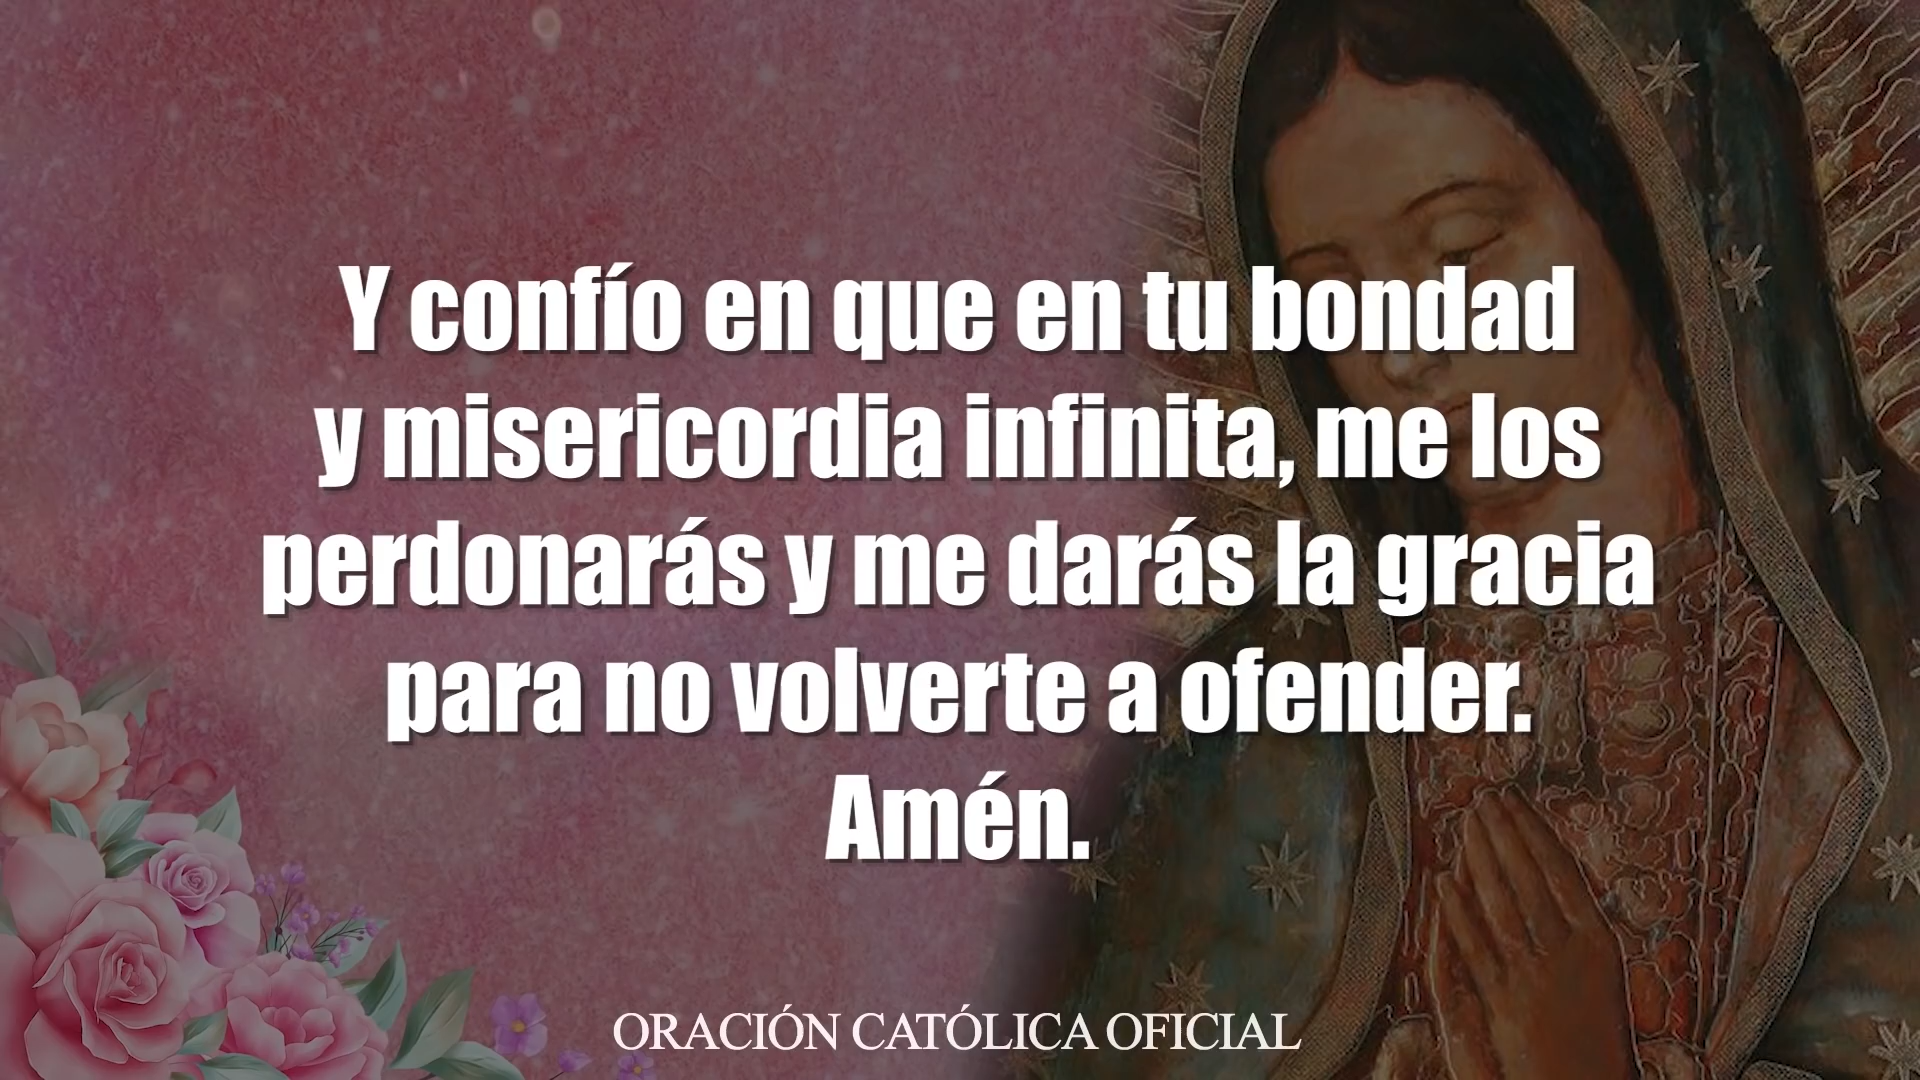 Y confío en que en tu bondad
y misericordia infinita, me los
perdonarás y me darás la gracia
para no volverte a ofender.
Amén.
ORACIÓN CATÓLICA OFICIAL